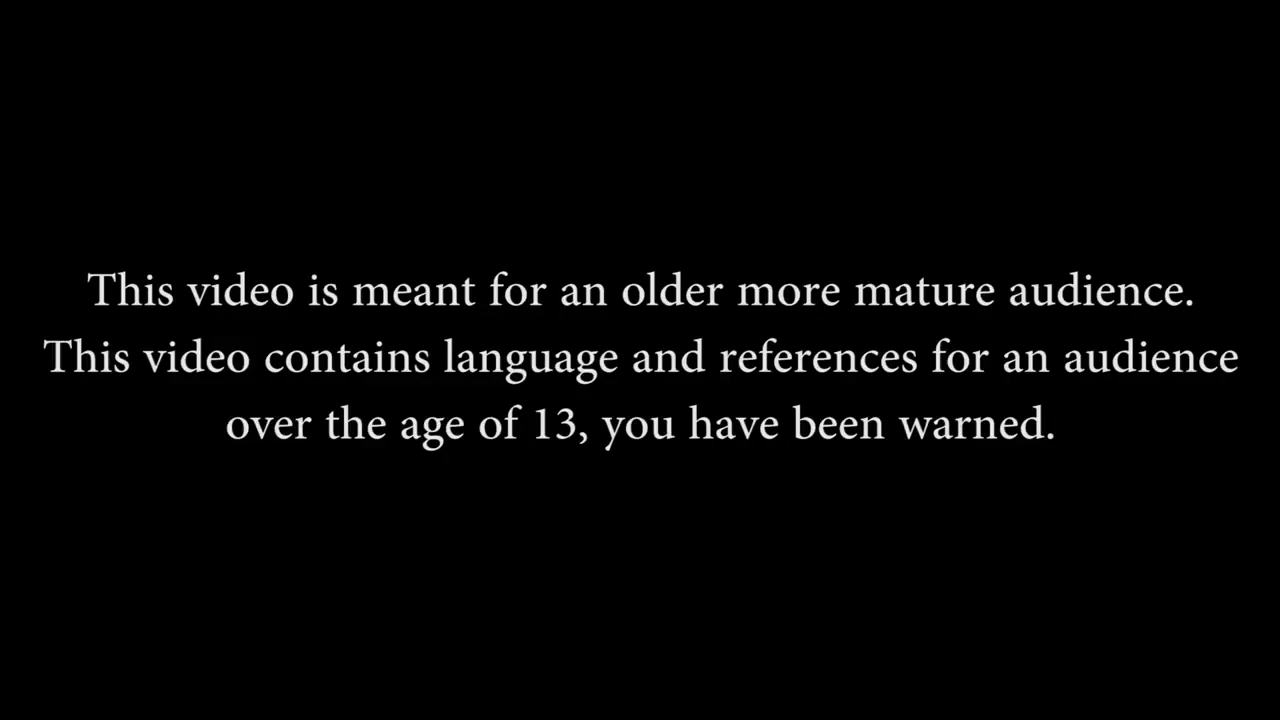 This video is meant for an older more mature audience.
This video contains language and references for an audience
over the age of 13, you have been warned.